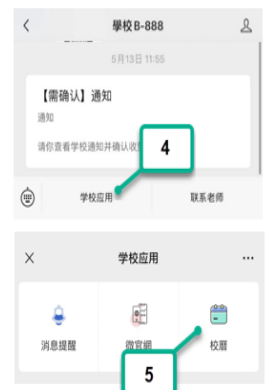 學校B-888
5月13日 11:55
【需确认】通知
通知
请你查看学校通知并确认收
4
学校应用
联系老师
学校应用
消息提醒
微官網
校曆
5